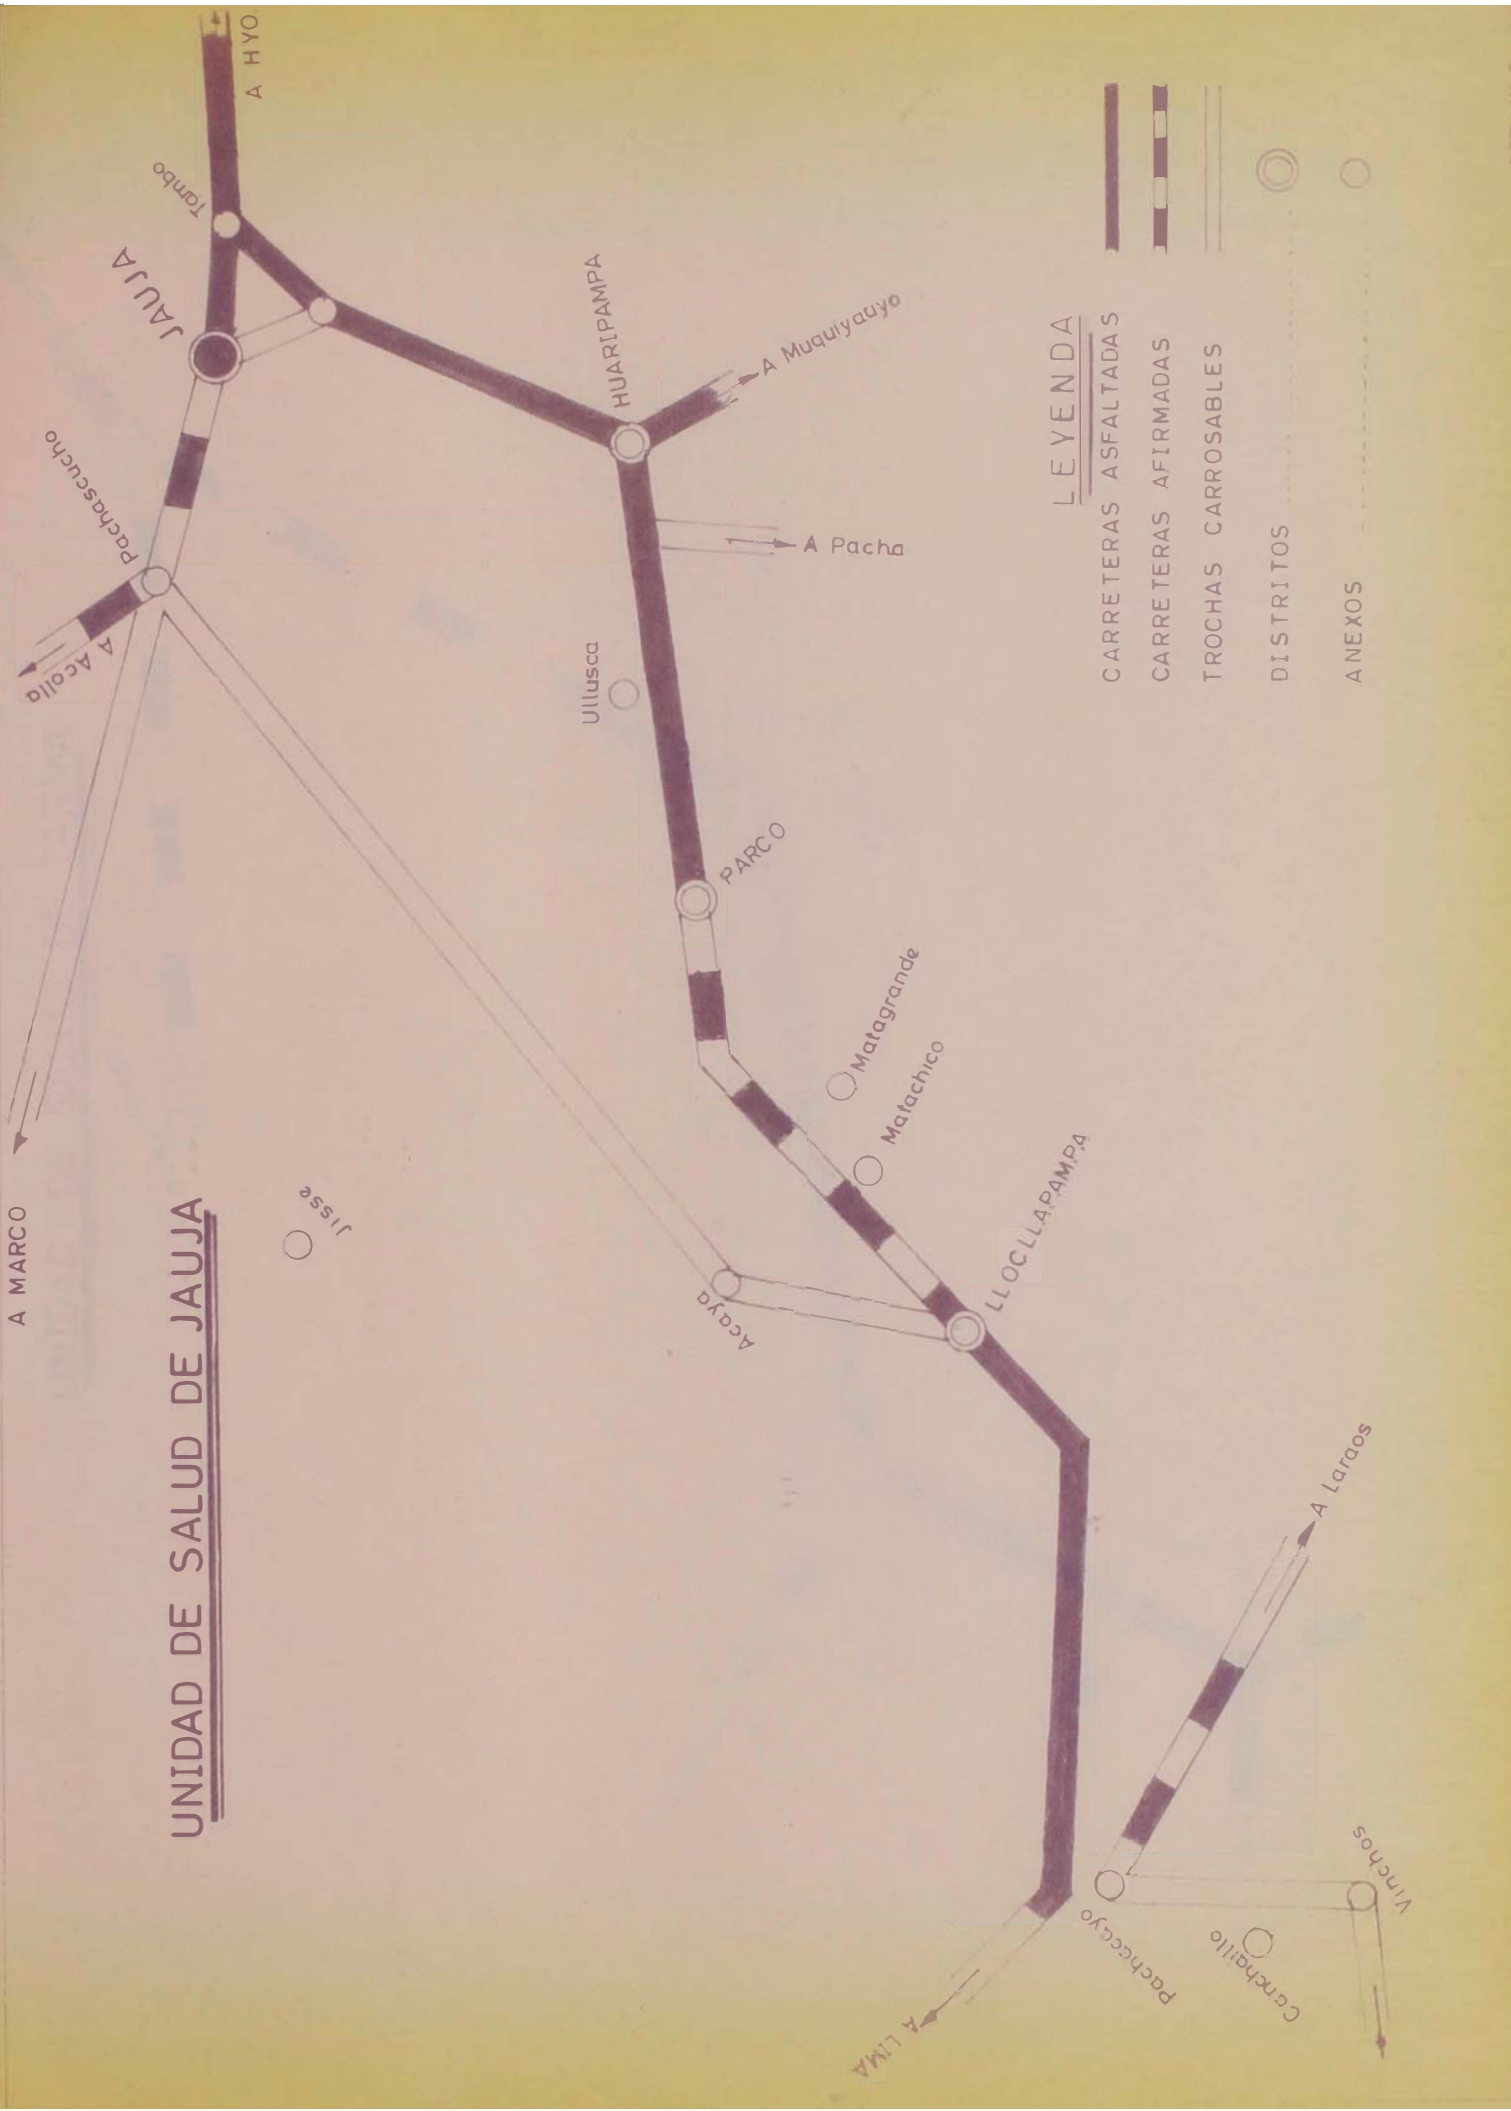 UNIDAD DE SALUD DE JAUJA
A MARCO
A Acolla
Pachascucho
JAUJA
Tambo
A HYO.
HUARIPAMPA
A Muquiyauyo
A Pacha
Ullusca
PARCO
Matagrande
Matachico
Jisse
Acaya
LLOCLLAPAMPA
A Laraos
A LIMA
Pachacayo
Canchaillo
Vinchos
LEYENDA
CARRETERAS ASFALTADAS
CARRETERAS AFIRMADAS
TROCHAS CARROSABLES
DISTRITOS
ANEXOS